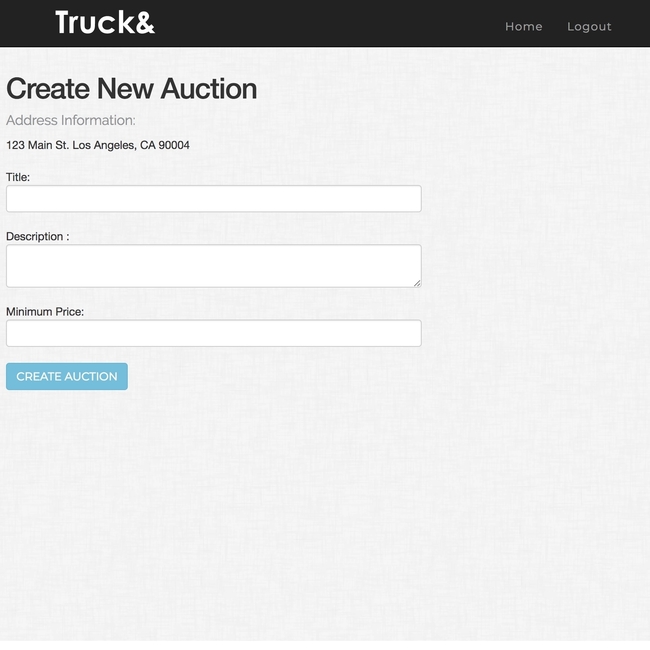 Truck&
Home Logout
Create New Auction
Address Information:
123 Main St. Los Angeles, CA 90004
Title:
Description :
Minimum Price:
CREATE AUCTION